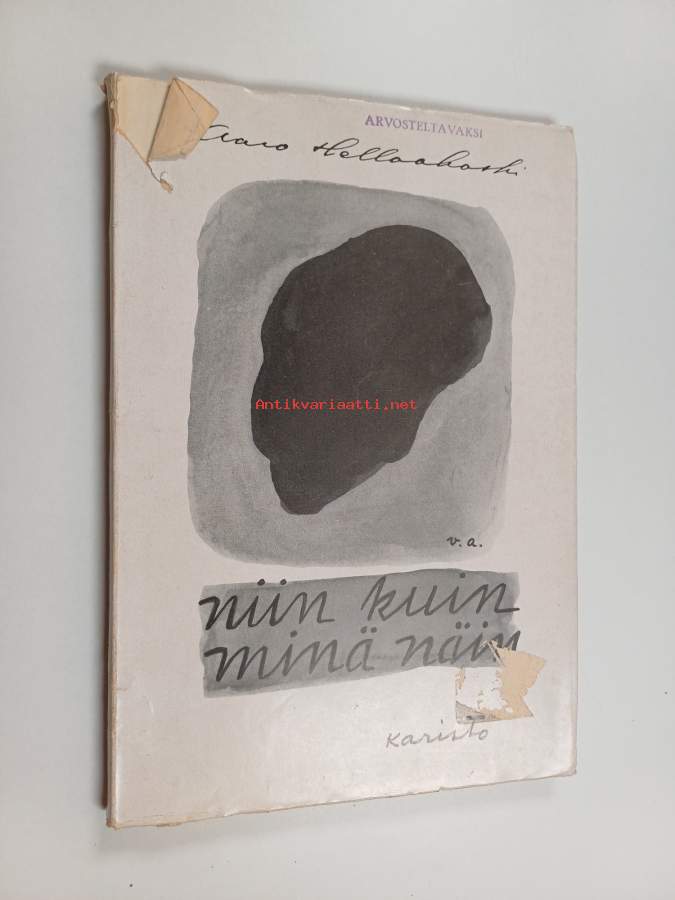 ARVOSTELTAVAKSI
Aaro Hellaakoski
Antikvariaatti.net
v.a.
niin kuin
minä näin
Karisto